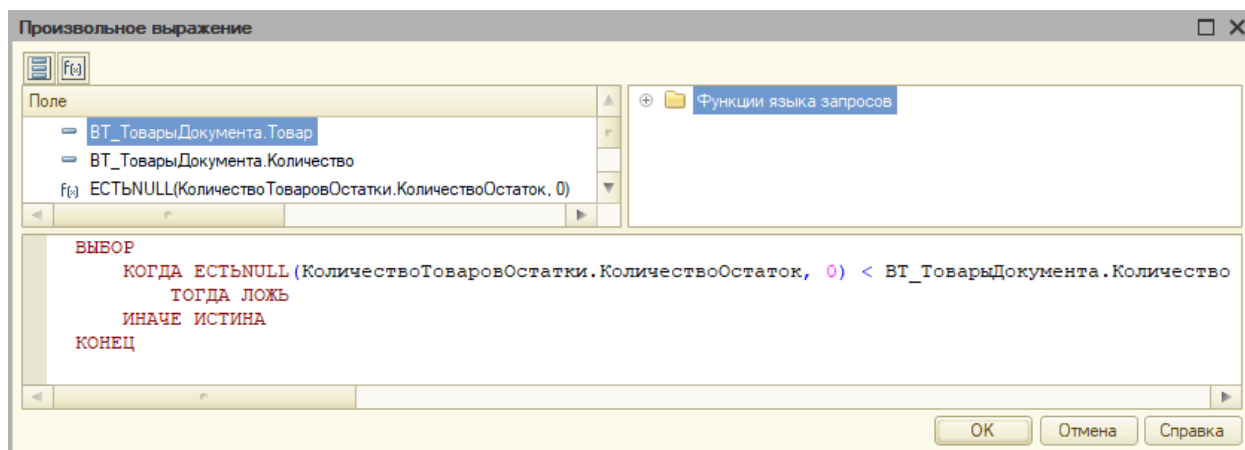 Произвольное выражение
f(x)
Поле
ВТ_ТоварыДокумента.Товар
ВТ_ТоварыДокумента.Количество
f(x) ЕСТЬNULL(КоличествоТоваровОстатки.КоличествоОстаток, 0)
Функции языка запросов
ВЫБОР
КОГДА ЕСТЬNULL(КоличествоТоваровОстатки.КоличествоОстаток, 0) < ВТ_ТоварыДокумента.Количество
ТОГДА ЛОЖЬ
ИНАЧЕ ИСТИНА
КОНЕЦ
OK
Отмена
Справка